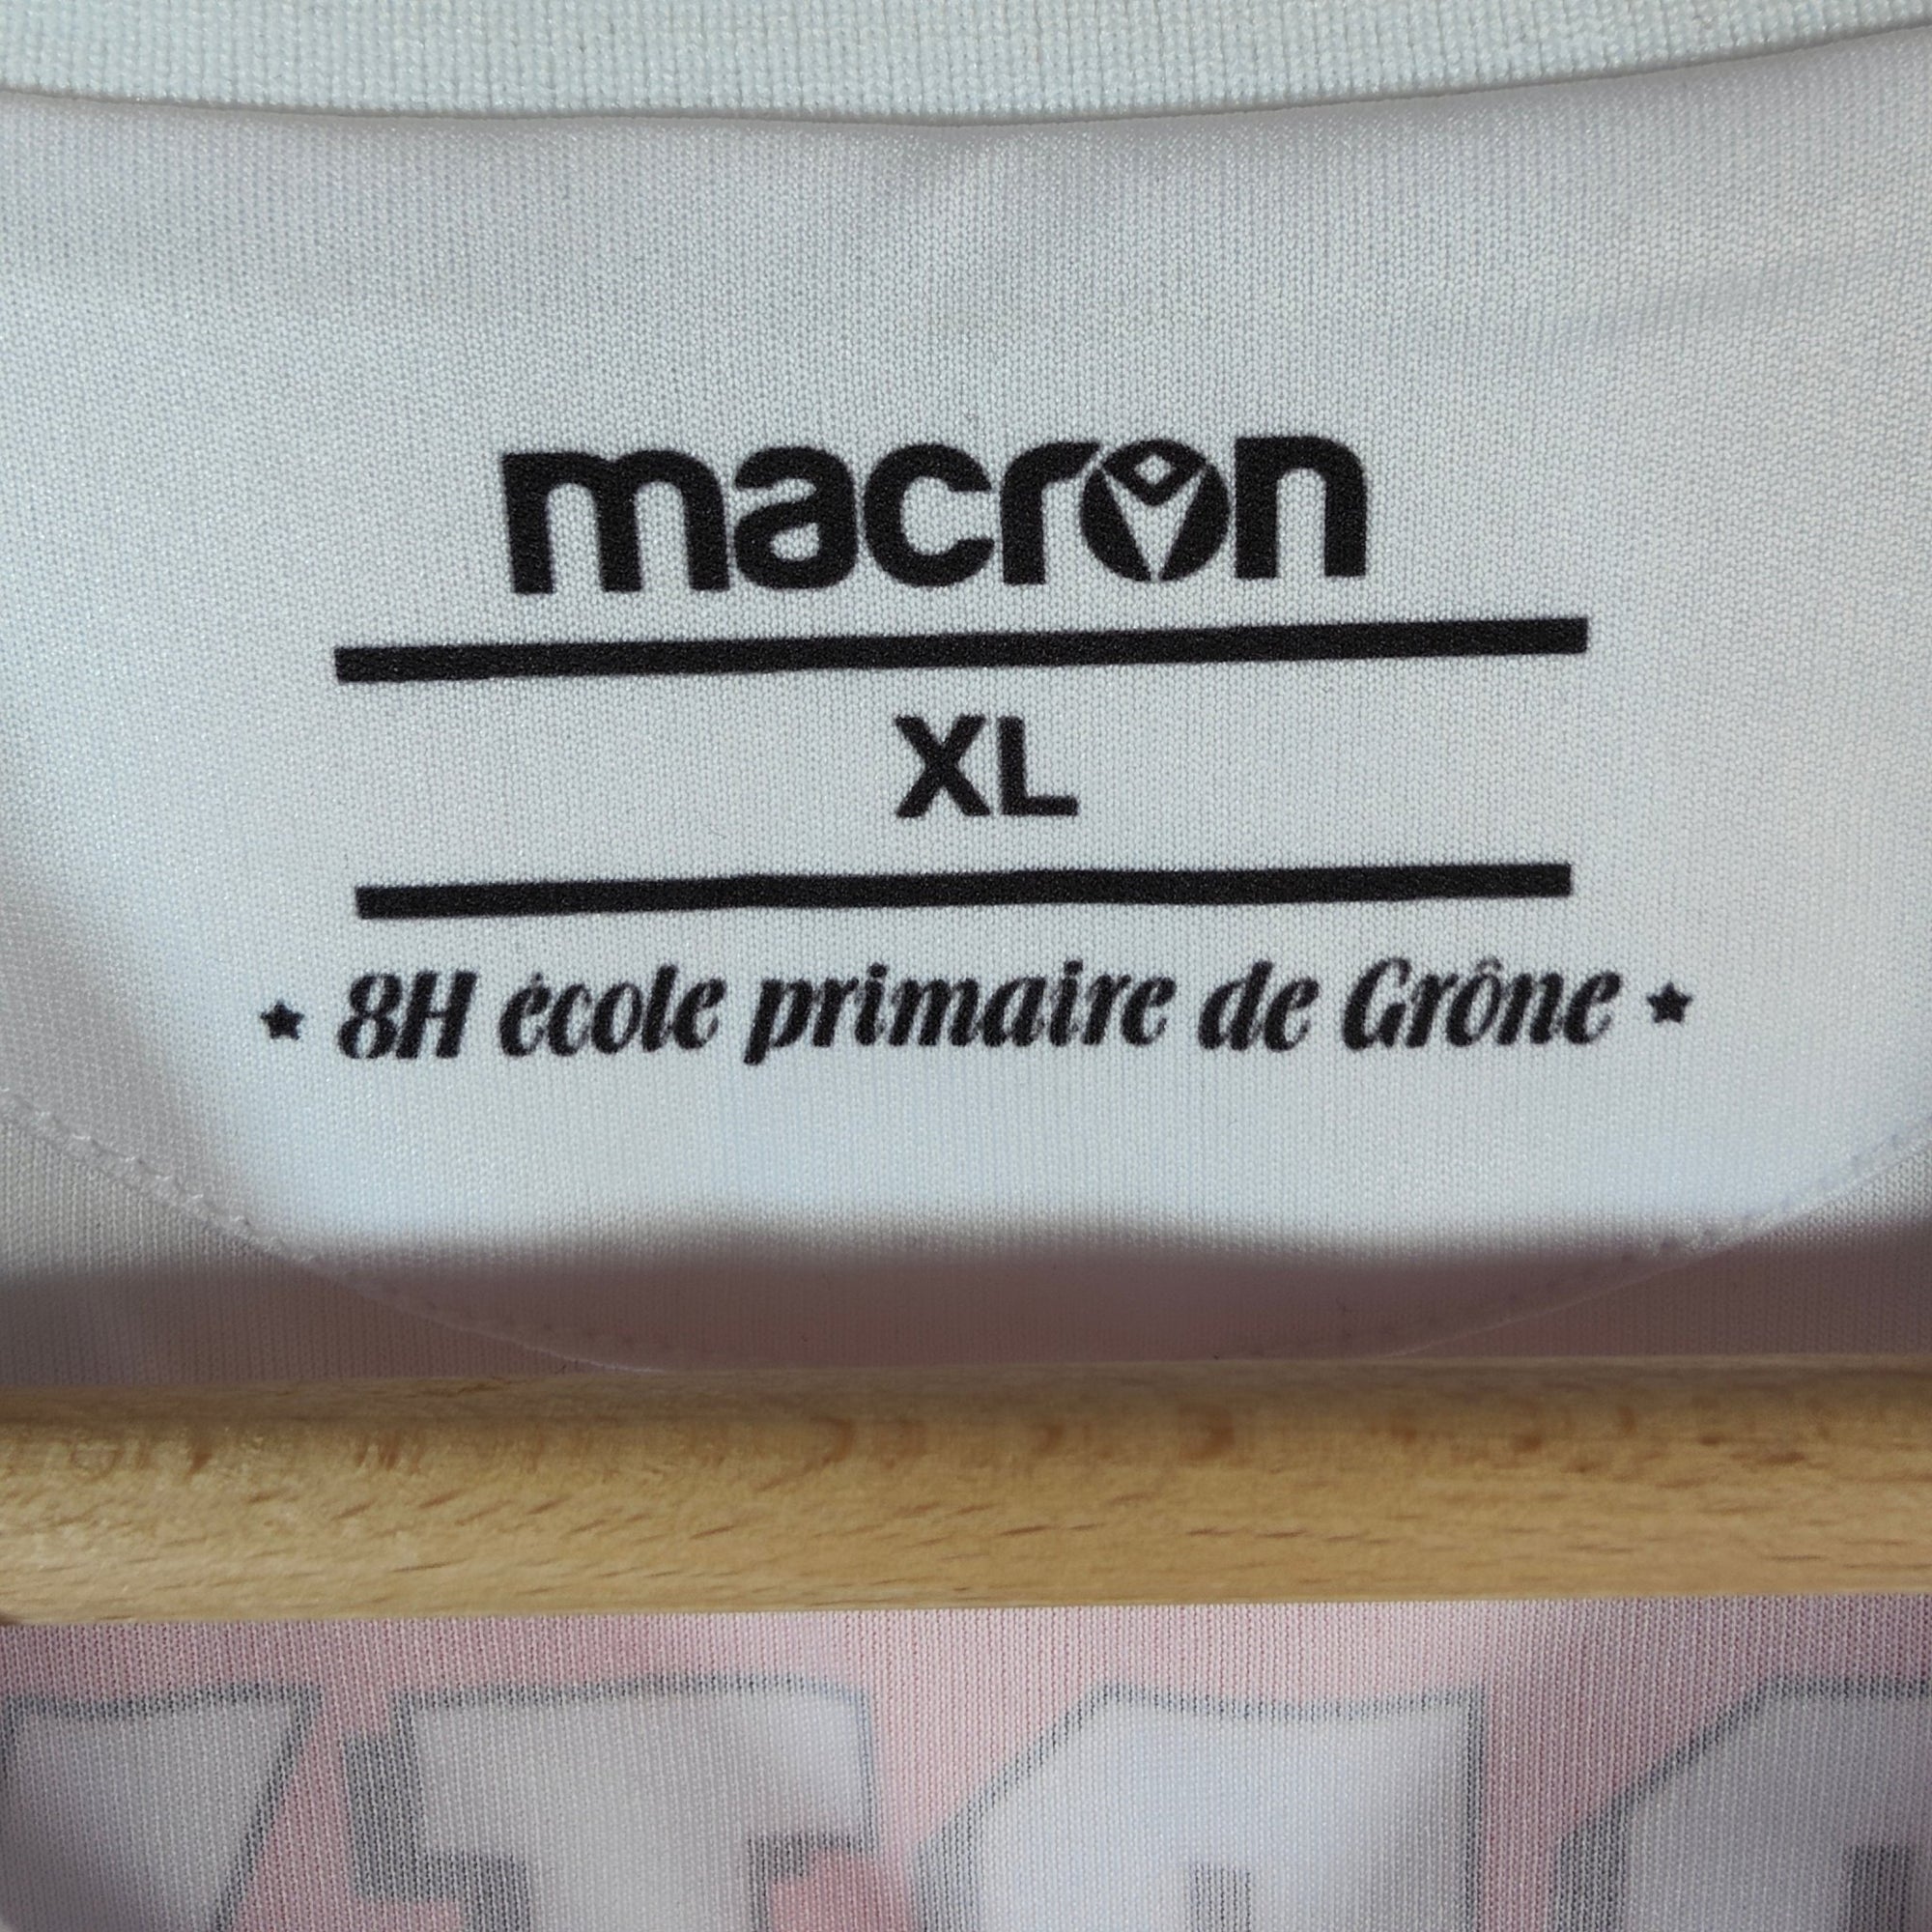 macron
XL
★ 8H école primaire de Grône ★